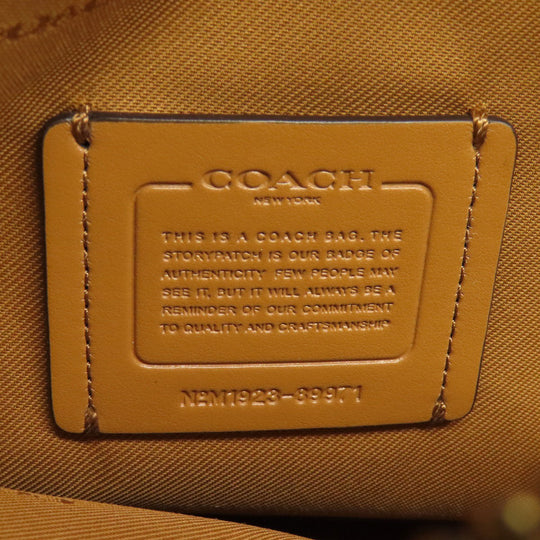 COACH
NEW YORK
THIS IS A COACH BAG. THE
STORYPATCH IS OUR BADGE OF
AUTHENTICITY FEW PEOPLE MAY
SEE IT, BUT IT WILL ALWAYS BE A
REMINDER OF OUR COMMITMENT
TO QUALITY AND CRAFTSMANSHIP
NoM1923-89971